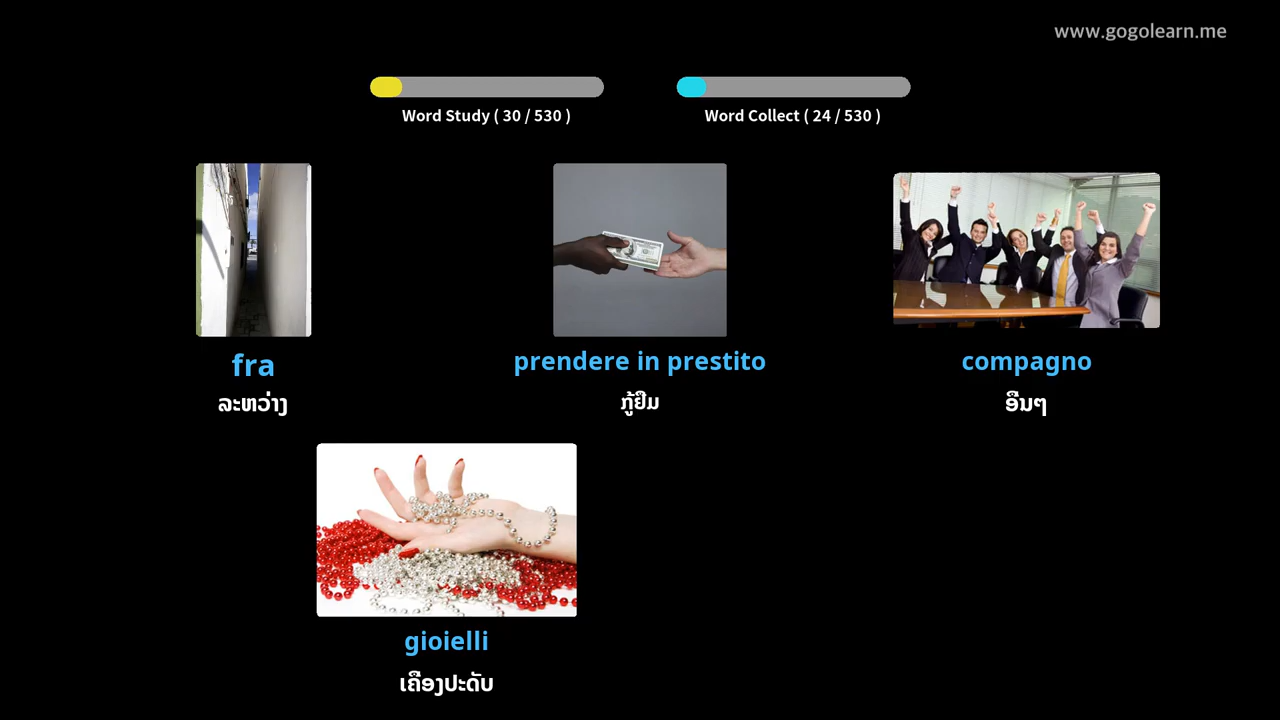 www.gogolearn.me
Word Study ( 30 / 530 )
Word Collect ( 24 / 530 )
fra
prendere in prestito
compagno
ລະຫວ່າງ
ກູ້ຢືມ
ອື່ນໆ
gioielli
ເຄື່ອງປະດັບ